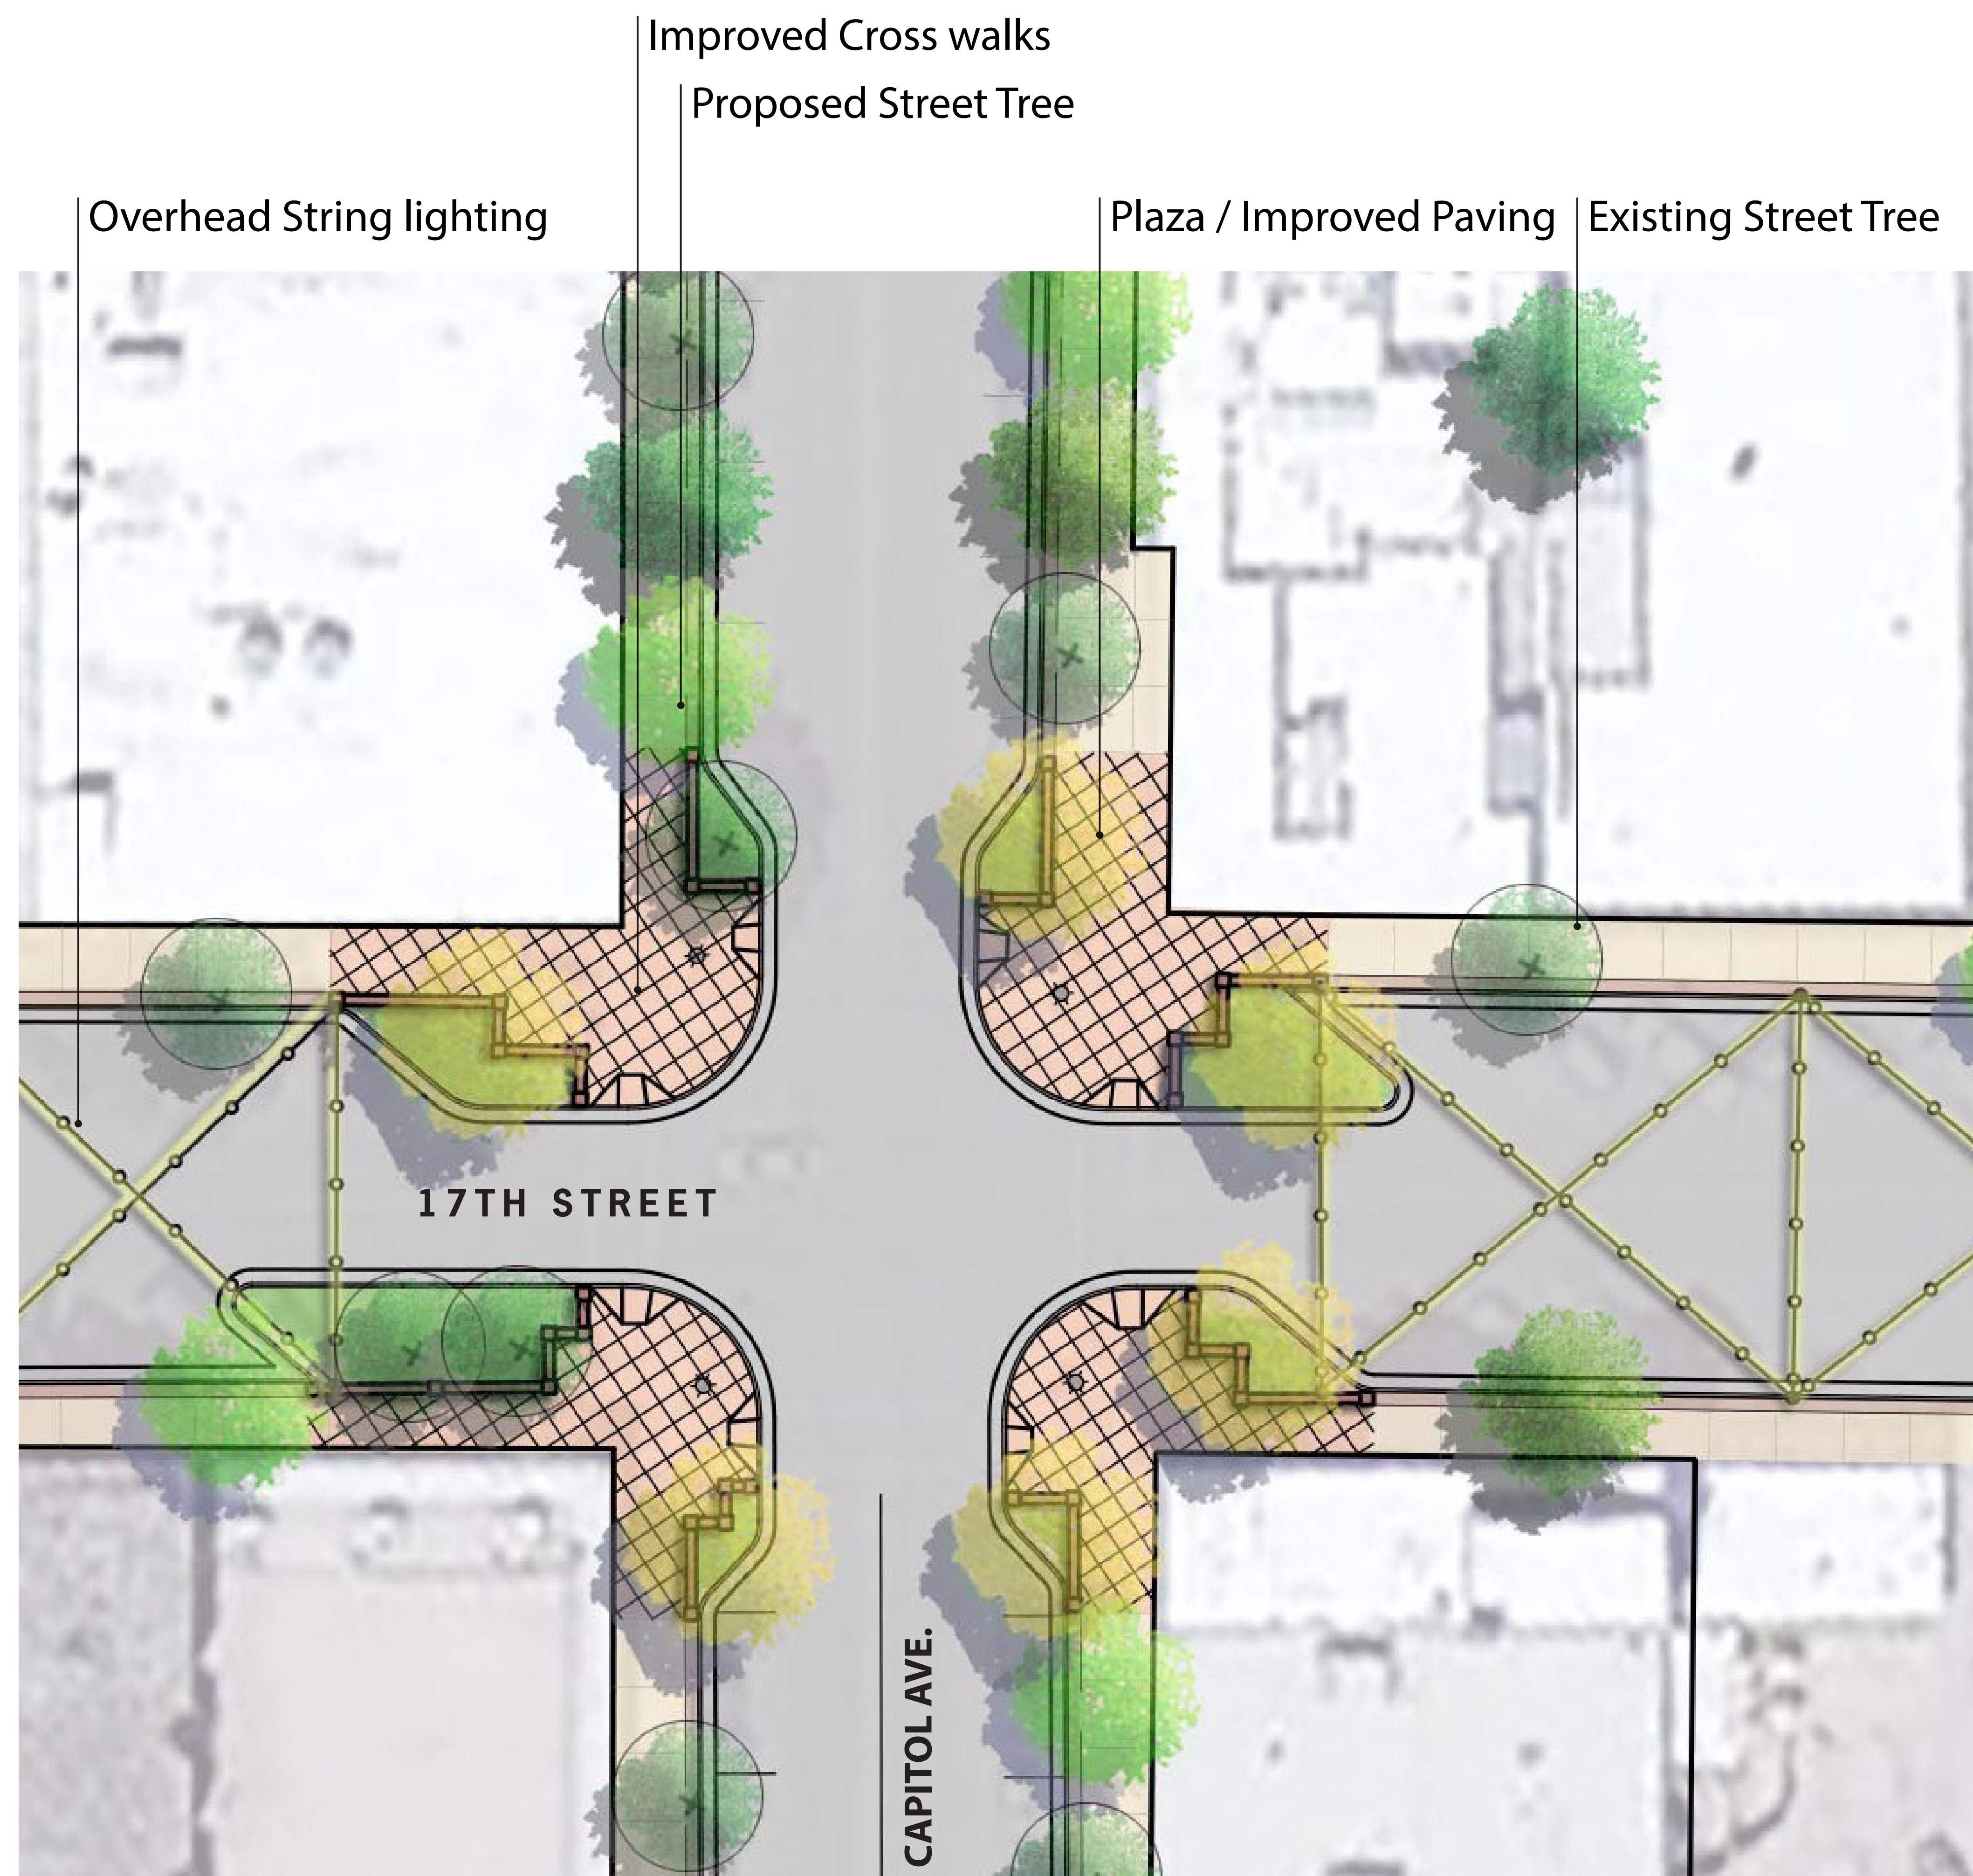 Improved Cross walks
Proposed Street Tree
Overhead String lighting
Plaza / Improved Paving
Existing Street Tree
17TH STREET
CAPITOL AVE.